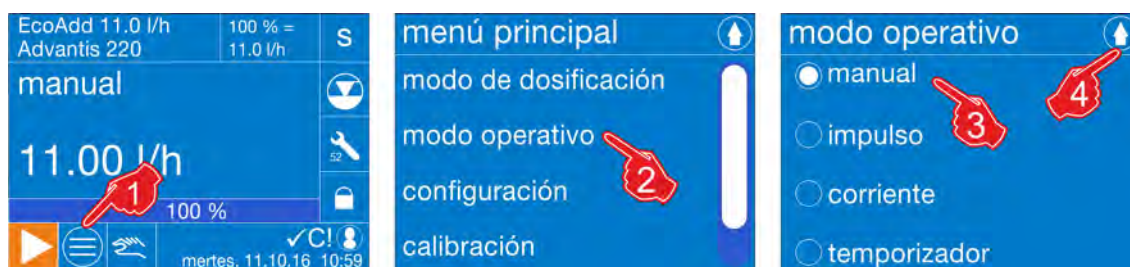 EcoAdd 11.0 l/h
Advantis 220
100 % =
11.0 l/h
S
manual
11.00 l/h
52
100 %
1
✓C!
mertes, 11.10.16 10:59
menú principal
modo de dosificación
modo operativo
2
configuración
calibración
modo operativo
manual
3
4
impulso
corriente
temporizador